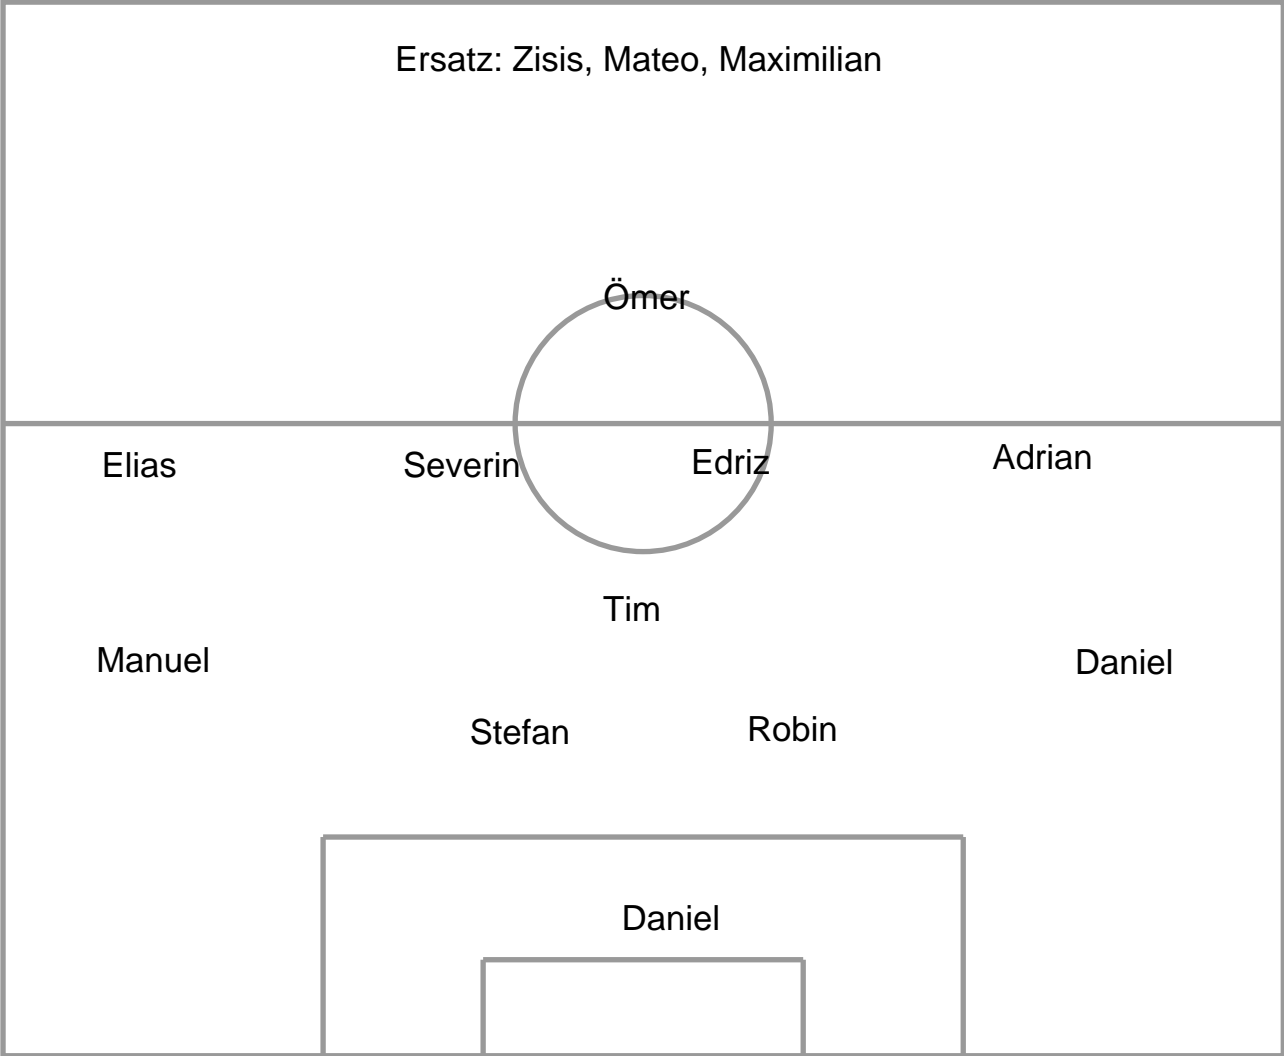 Ersatz: Zisis, Mateo, Maximilian
Ömer
Elias
Severin
Edriz
Adrian
Tim
Manuel
Daniel
Stefan
Robin
Daniel